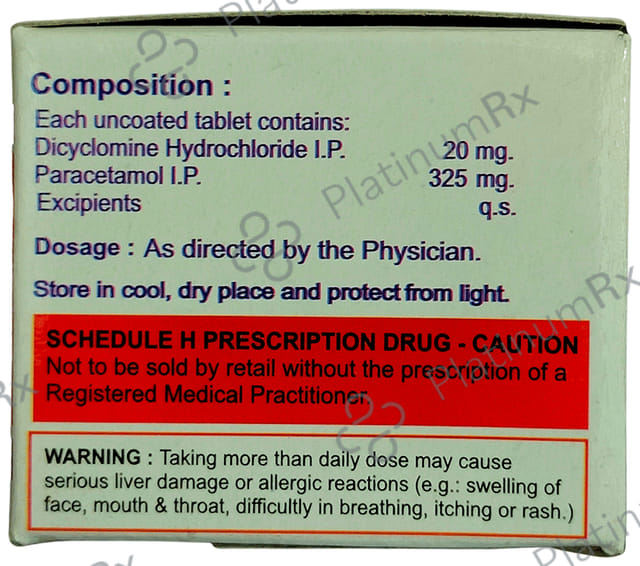 Composition :
Each uncoated tablet contains:
Dicyclomine Hydrochloride I.P. 20 mg.
Paracetamol I.P. 325 mg.
Excipients q.s.
Dosage : As directed by the Physician.
Store in cool, dry place and protect from light.
SCHEDULE H PRESCRIPTION DRUG - CAUTION
Not to be sold by retail without the prescription of a
Registered Medical Practitioner.
WARNING : Taking more than daily dose may cause
serious liver damage or allergic reactions (e.g.: swelling of
face, mouth & throat, difficultly in breathing, itching or rash.)
PlatinumRx
PlatinumRx